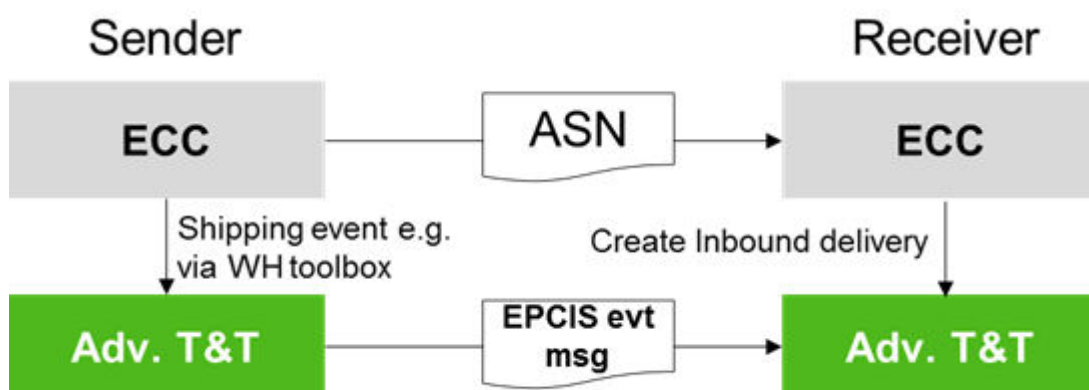 Sender
Receiver
ECC
ASN
ECC
Shipping event e.g.
via WH toolbox
Create Inbound delivery
Adv. T&T
EPCIS evt
msg
Adv. T&T